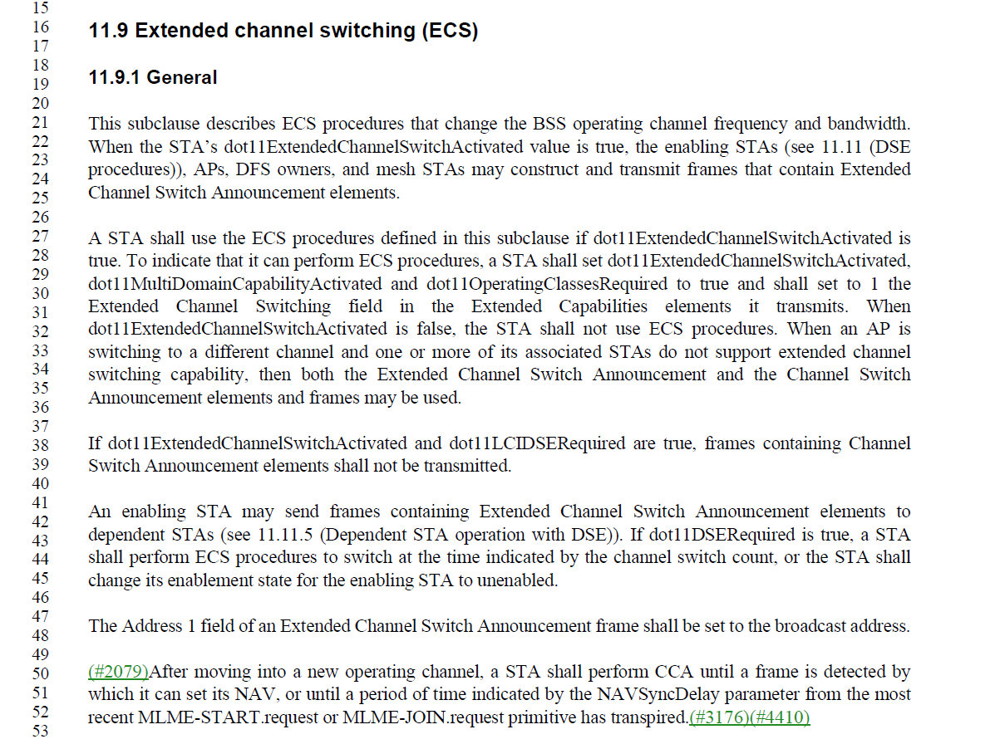 15
16
11.9 Extended channel switching (ECS)
17
18
11.9.1 General
19
20
21
This subclause describes ECS procedures that change the BSS operating channel frequency and bandwidth.
22
When the STA’s dot11ExtendedChannelSwitchActivated value is true, the enabling STAs (see 11.11 (DSE
23
procedures)), APs, DFS owners, and mesh STAs may construct and transmit frames that contain Extended
24
Channel Switch Announcement elements.
25
26
27
A STA shall use the ECS procedures defined in this subclause if dot11ExtendedChannelSwitchActivated is
28
true. To indicate that it can perform ECS procedures, a STA shall set dot11ExtendedChannelSwitchActivated,
29
dot11MultiDomainCapabilityActivated and dot11OperatingClassesRequired to true and shall set to 1 the
30
Extended Channel Switching field in the Extended Capabilities elements it transmits. When
31
dot11ExtendedChannelSwitchActivated is false, the STA shall not use ECS procedures. When an AP is
32
33
switching to a different channel and one or more of its associated STAs do not support extended channel
34
switching capability, then both the Extended Channel Switch Announcement and the Channel Switch
35
Announcement elements and frames may be used.
36
37
38
If dot11ExtendedChannelSwitchActivated and dot11LCIDSERequired are true, frames containing Channel
39
Switch Announcement elements shall not be transmitted.
40
41
An enabling STA may send frames containing Extended Channel Switch Announcement elements to
42
43
dependent STAs (see 11.11.5 (Dependent STA operation with DSE)). If dot11DSERequired is true, a STA
44
shall perform ECS procedures to switch at the time indicated by the channel switch count, or the STA shall
45
change its enablement state for the enabling STA to unenabled.
46
47
The Address 1 field of an Extended Channel Switch Announcement frame shall be set to the broadcast address.
48
49
50
(#2079)After moving into a new operating channel, a STA shall perform CCA until a frame is detected by
51
which it can set its NAV, or until a period of time indicated by the NAVSyncDelay parameter from the most
52
recent MLME-START.request or MLME-JOIN.request primitive has transpired.(#3176)(#4410)
53